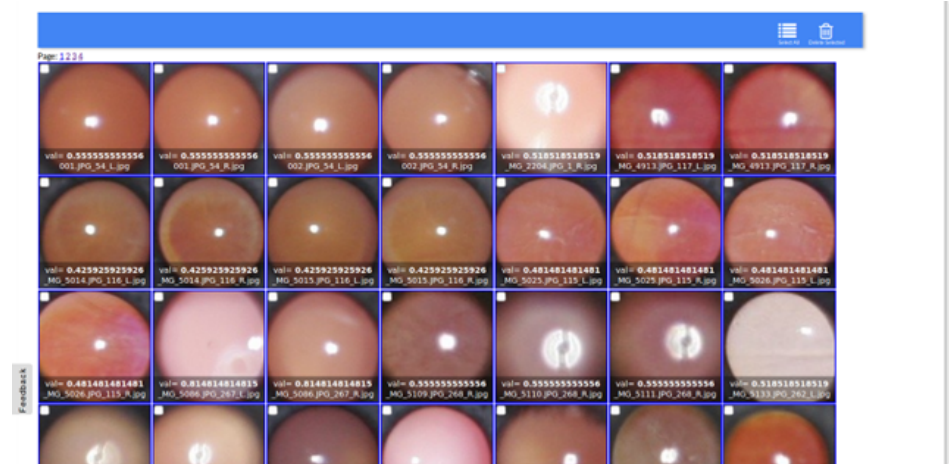 Select All Delete Selected
Page: 1 2 3 4
val= 0.555555555556
001.JPG_54_L.jpg
val= 0.555555555556
001.JPG_54_R.jpg
val= 0.555555555556
002.JPG_54_L.jpg
val= 0.555555555556
002.JPG_54_R.jpg
val= 0.518518518519
_MG_2204.JPG_1_R.jpg
val= 0.518518518519
_MG_4913.JPG_117_L.jpg
val= 0.518518518519
_MG_4913.JPG_117_R.jpg
val= 0.425925925926
_MG_5014.JPG_116_L.jpg
val= 0.425925925926
_MG_5014.JPG_116_R.jpg
val= 0.425925925926
_MG_5015.JPG_116_L.jpg
val= 0.425925925926
_MG_5015.JPG_116_R.jpg
val= 0.481481481481
_MG_5025.JPG_115_L.jpg
val= 0.481481481481
_MG_5025.JPG_115_R.jpg
val= 0.481481481481
_MG_5026.JPG_115_L.jpg
val= 0.481481481481
_MG_5026.JPG_115_R.jpg
val= 0.814814814815
_MG_5086.JPG_267_L.jpg
val= 0.814814814815
_MG_5086.JPG_267_R.jpg
val= 0.555555555556
_MG_5109.JPG_268_R.jpg
val= 0.555555555556
_MG_5110.JPG_268_R.jpg
val= 0.555555555556
_MG_5111.JPG_268_R.jpg
val= 0.518518518519
_MG_5133.JPG_262_L.jpg
Feedback